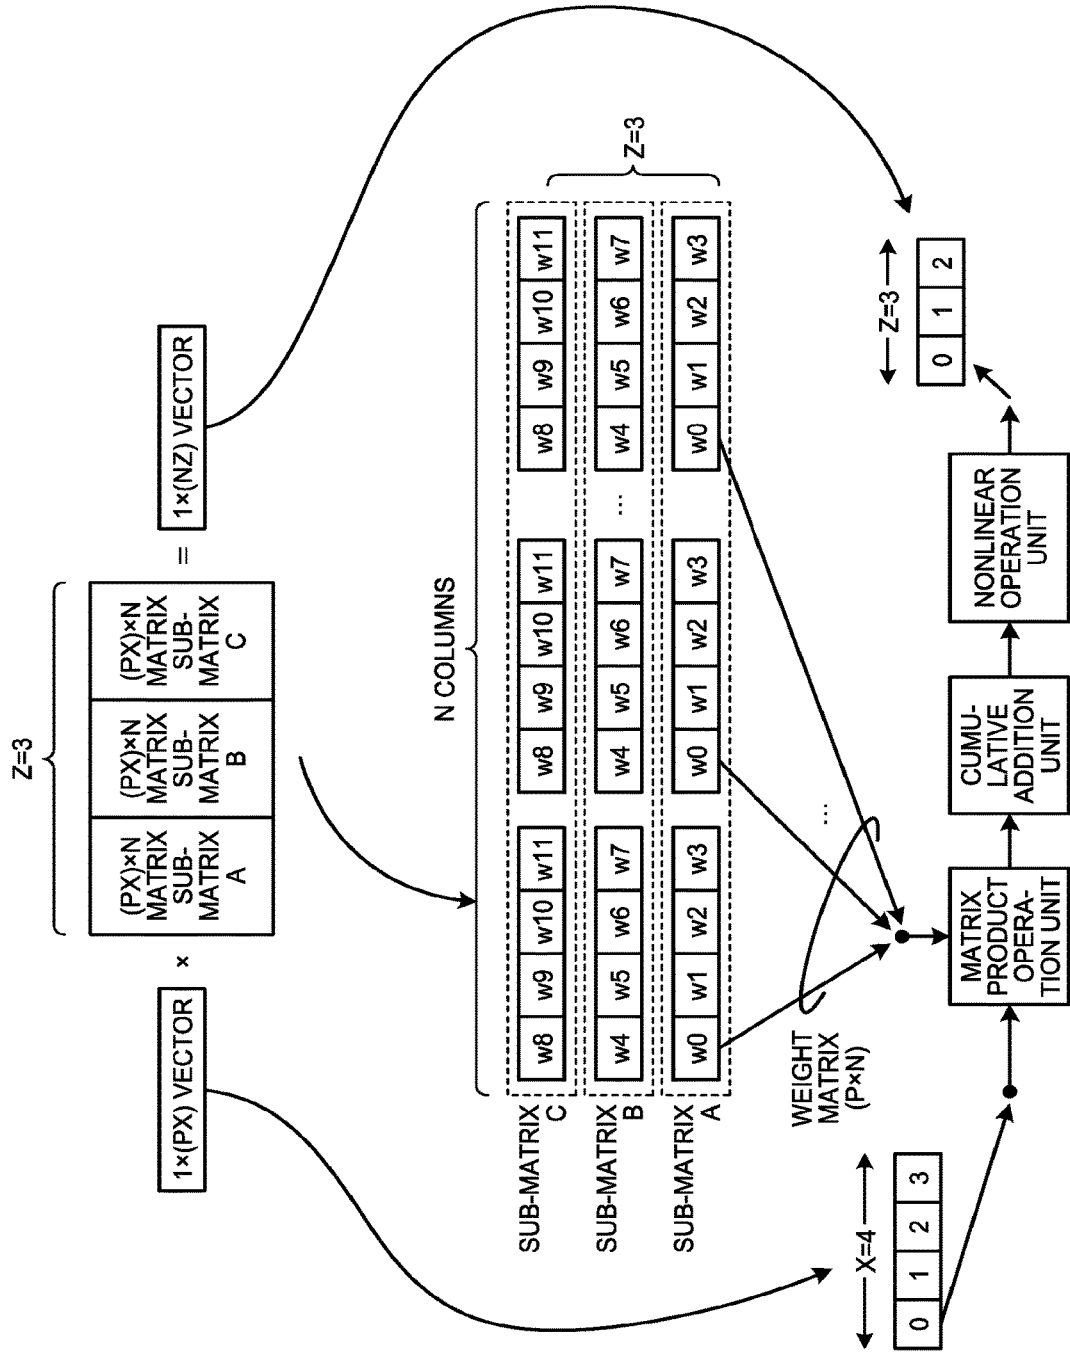 Z=3
1×(PX) VECTOR
×
(PX)×N
MATRIX
SUB-
MATRIX
A
(PX)×N
MATRIX
SUB-
MATRIX
B
(PX)×N
MATRIX
SUB-
MATRIX
C
=
1×(NZ) VECTOR
N COLUMNS
SUB-MATRIX
C
w8 w9 w10 w11 w8 w9 w10 w11 w8 w9 w10 w11
SUB-MATRIX
B
w4 w5 w6 w7 w4 w5 w6 w7 ... w4 w5 w6 w7
SUB-MATRIX
A
w0 w1 w2 w3 w0 w1 w2 w3 w0 w1 w2 w3
Z=3
WEIGHT
MATRIX
(P×N)
...
X=4
0 1 2 3
MATRIX
PRODUCT
OPERA-
TION UNIT
CUMU-
LATIVE
ADDITION
UNIT
NONLINEAR
OPERATION
UNIT
Z=3
0 1 2